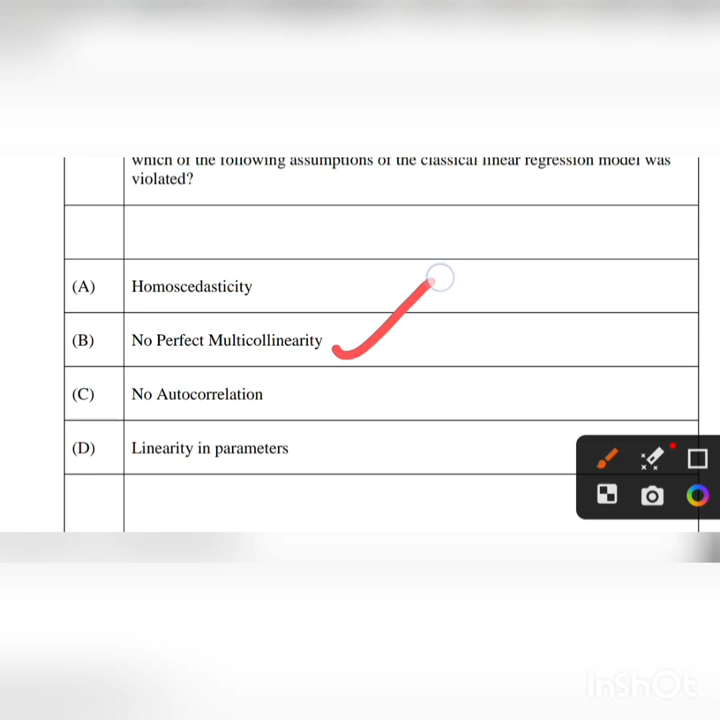 which of the following assumptions of the classical linear regression model was
violated?
(A) Homoscedasticity
(B) No Perfect Multicollinearity
(C) No Autocorrelation
(D) Linearity in parameters
InShOt